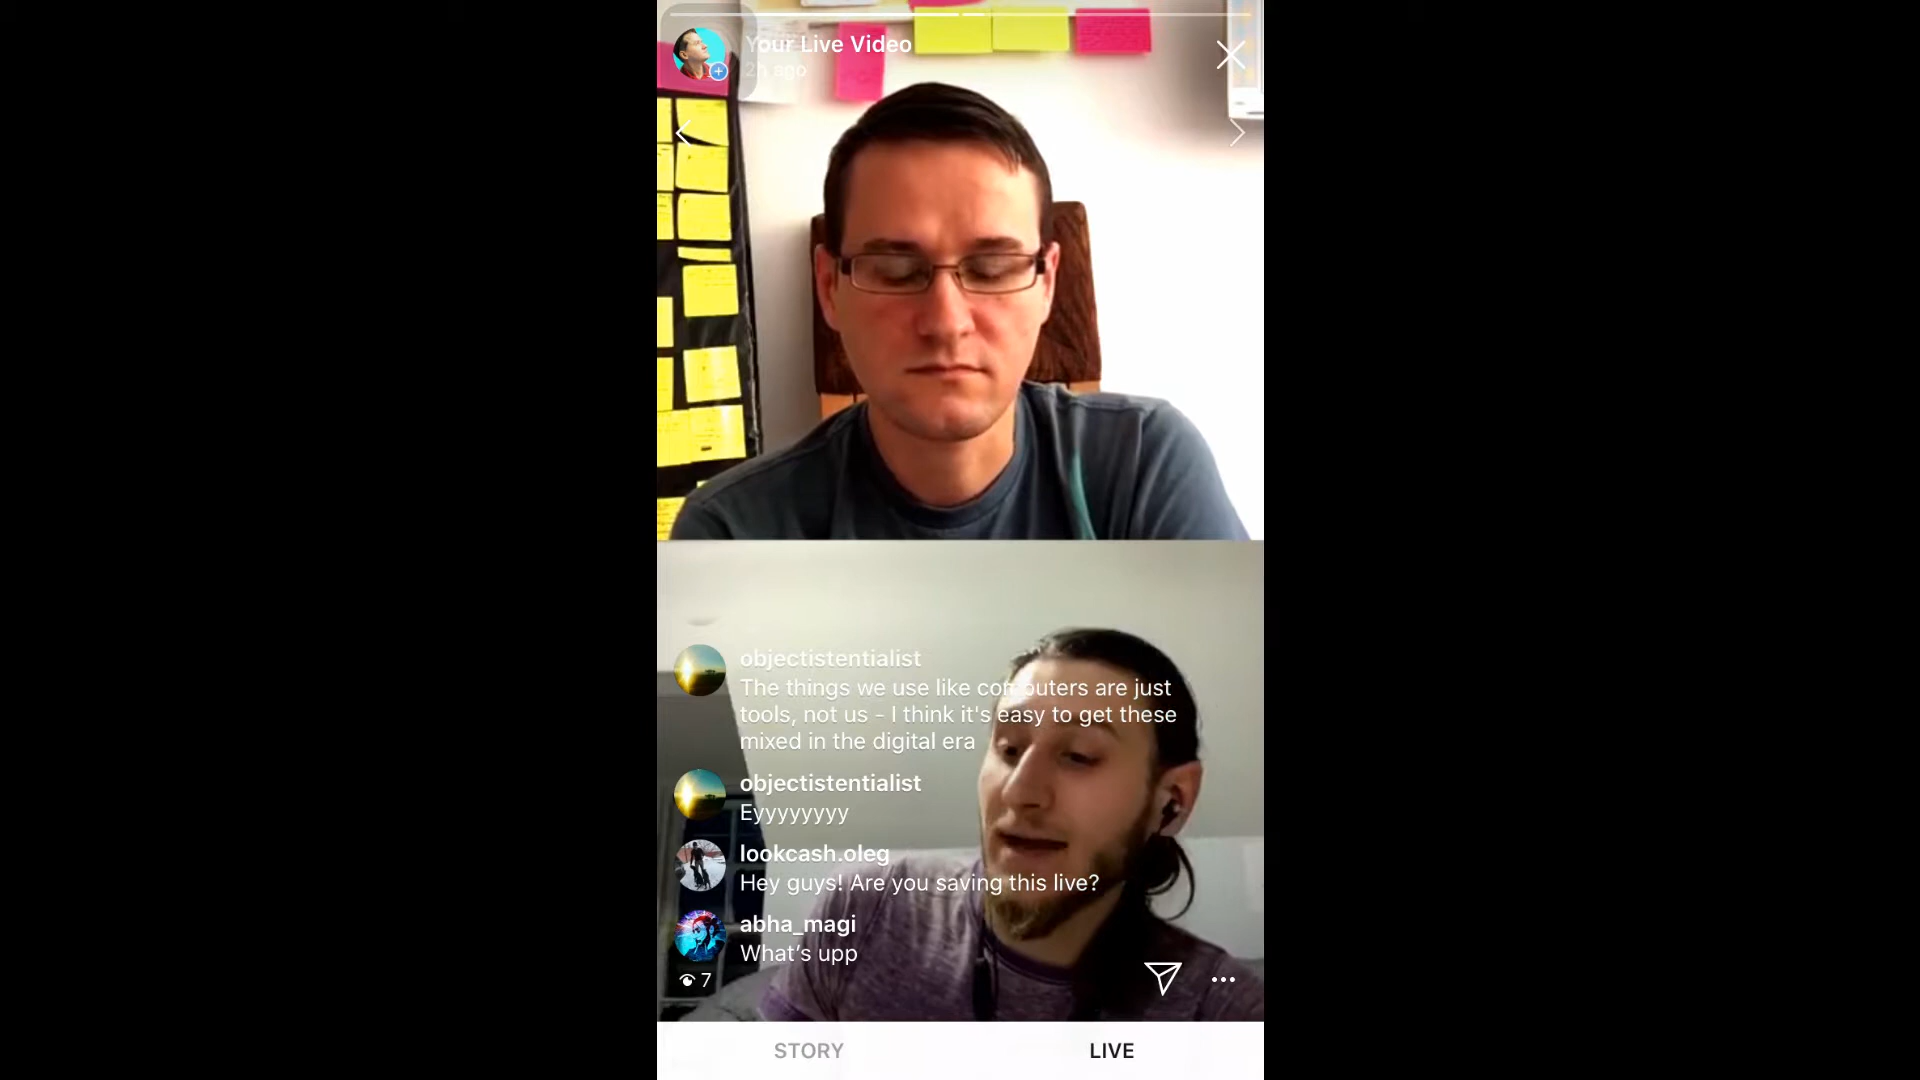 Your Live Video
2h ago
objectistentialist
The things we use like computers are just
tools, not us - I think it's easy to get these
mixed in the digital era
objectistentialist
Eyyyyyyyy
lookcash.oleg
Hey guys! Are you saving this live?
abha_magi
What’s upp
7
STORY
LIVE